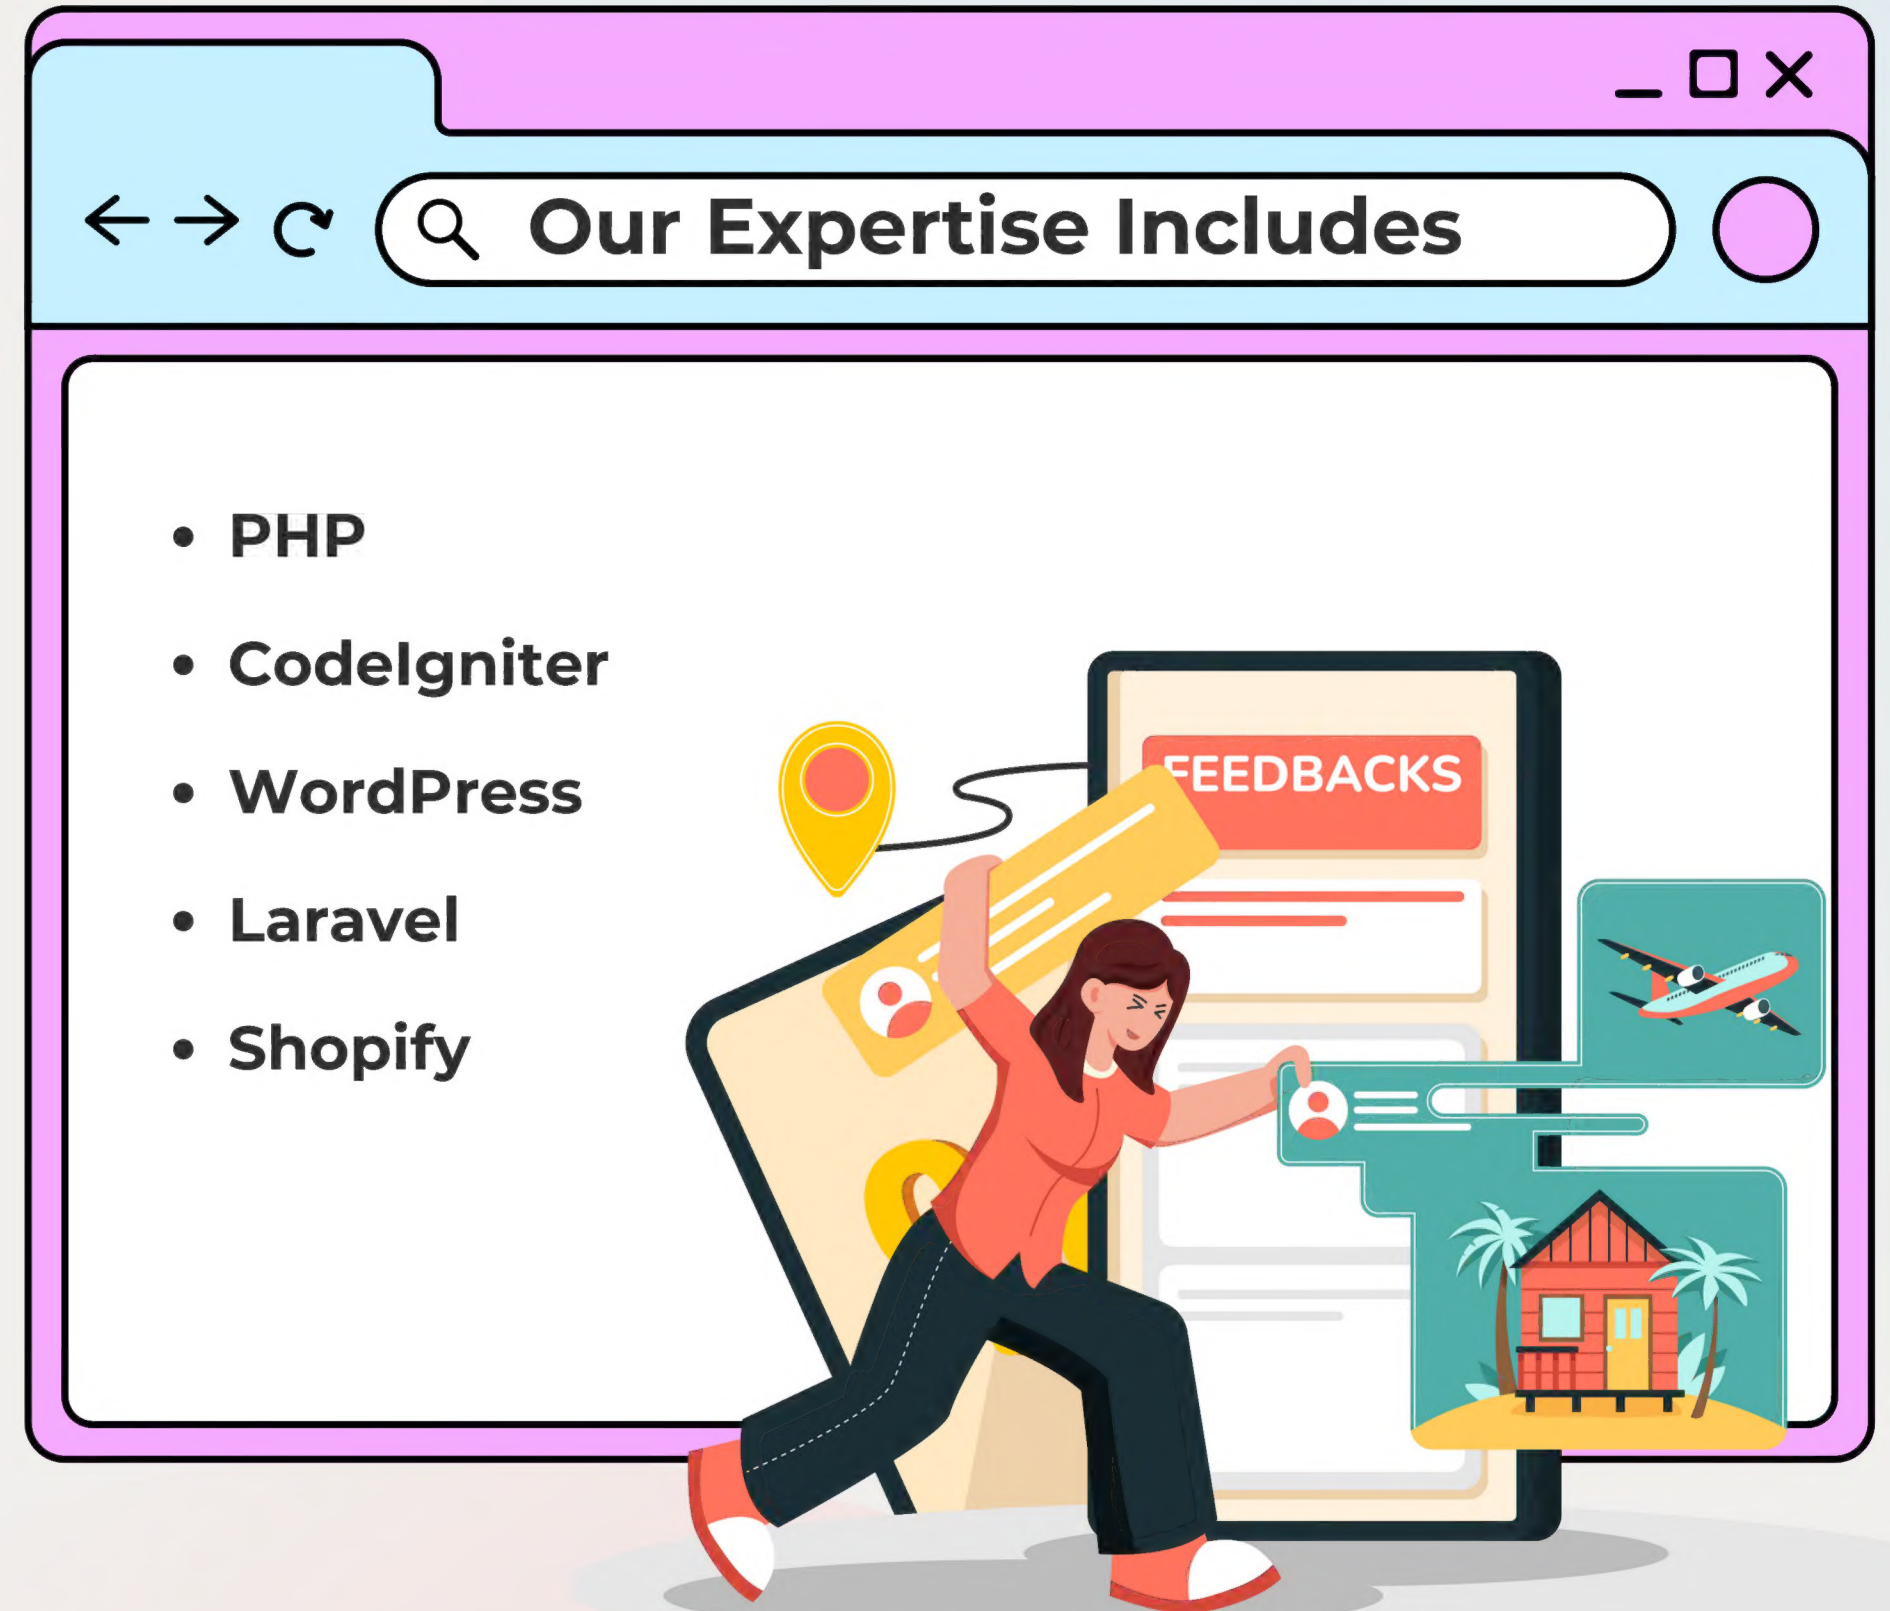 Our Expertise Includes
• PHP
• CodeIgniter
• WordPress
• Laravel
• Shopify
FEEDBACKS